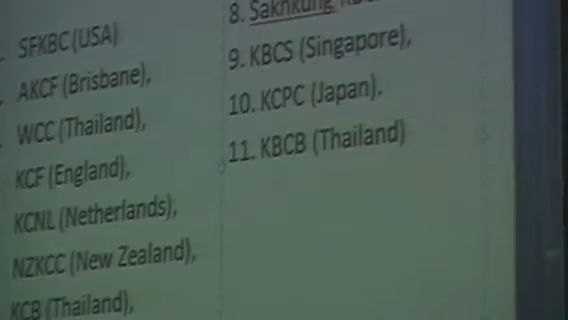 SFKBC (USA)
AKCF (Brisbane),
WCC (Thailand),
KCF (England),
KCNL (Netherlands),
NZKCC (New Zealand),
KCB (Thailand),
8. Sakhkung
9. KBCS (Singapore),
10. KCPC (Japan).
11. KBCB (Thailand)